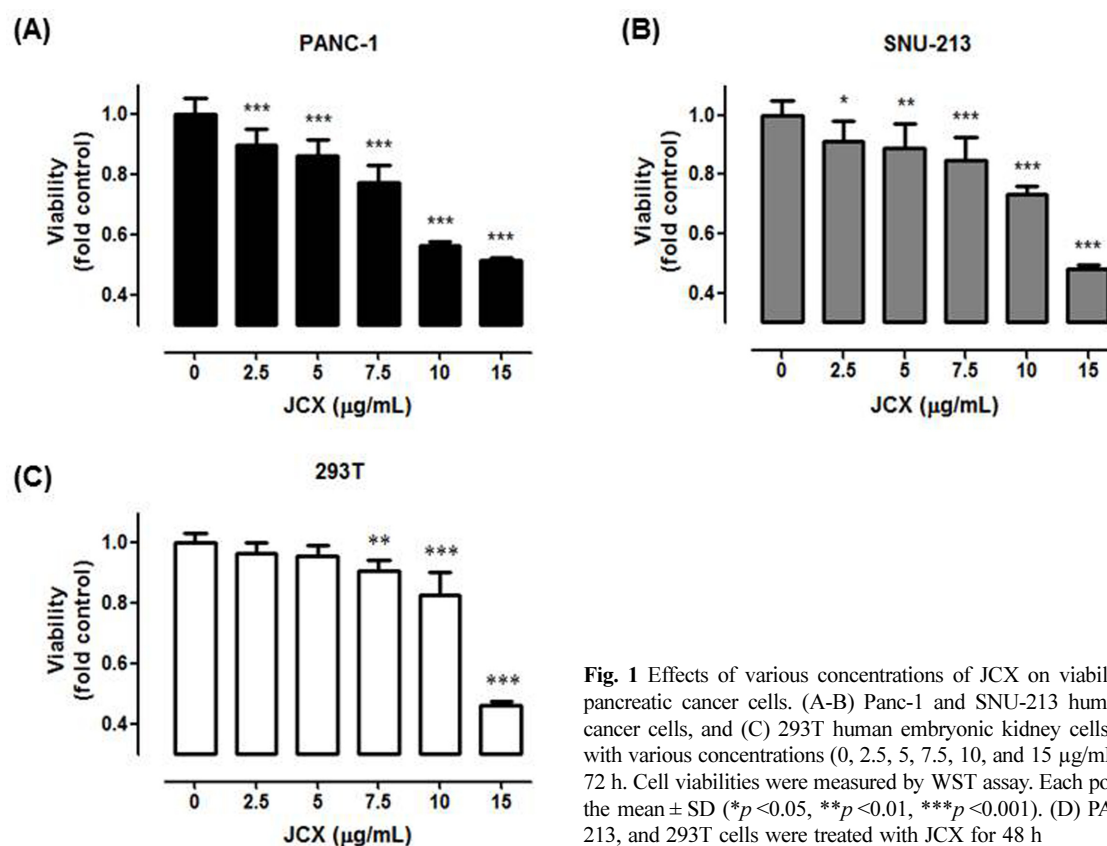 (A)
PANC-1
*** *** *** *** ***
1.0
0.8
0.6
0.4
Viability
(fold control)
0 2.5 5 7.5 10 15
JCX (µg/mL)
(B)
SNU-213
* ** *** *** ***
1.0
0.8
0.6
0.4
Viability
(fold control)
0 2.5 5 7.5 10 15
JCX (µg/mL)
(C)
293T
** *** ***
1.0
0.8
0.6
0.4
Viability
(fold control)
0 2.5 5 7.5 10 15
JCX (µg/mL)
Fig. 1 Effects of various concentrations of JCX on viabil
pancreatic cancer cells. (A-B) Panc-1 and SNU-213 hum
cancer cells, and (C) 293T human embryonic kidney cells
with various concentrations (0, 2.5, 5, 7.5, 10, and 15 µg/m
72 h. Cell viabilities were measured by WST assay. Each po
the mean ± SD (*p <0.05, **p <0.01, ***p <0.001). (D) PA
213, and 293T cells were treated with JCX for 48 h